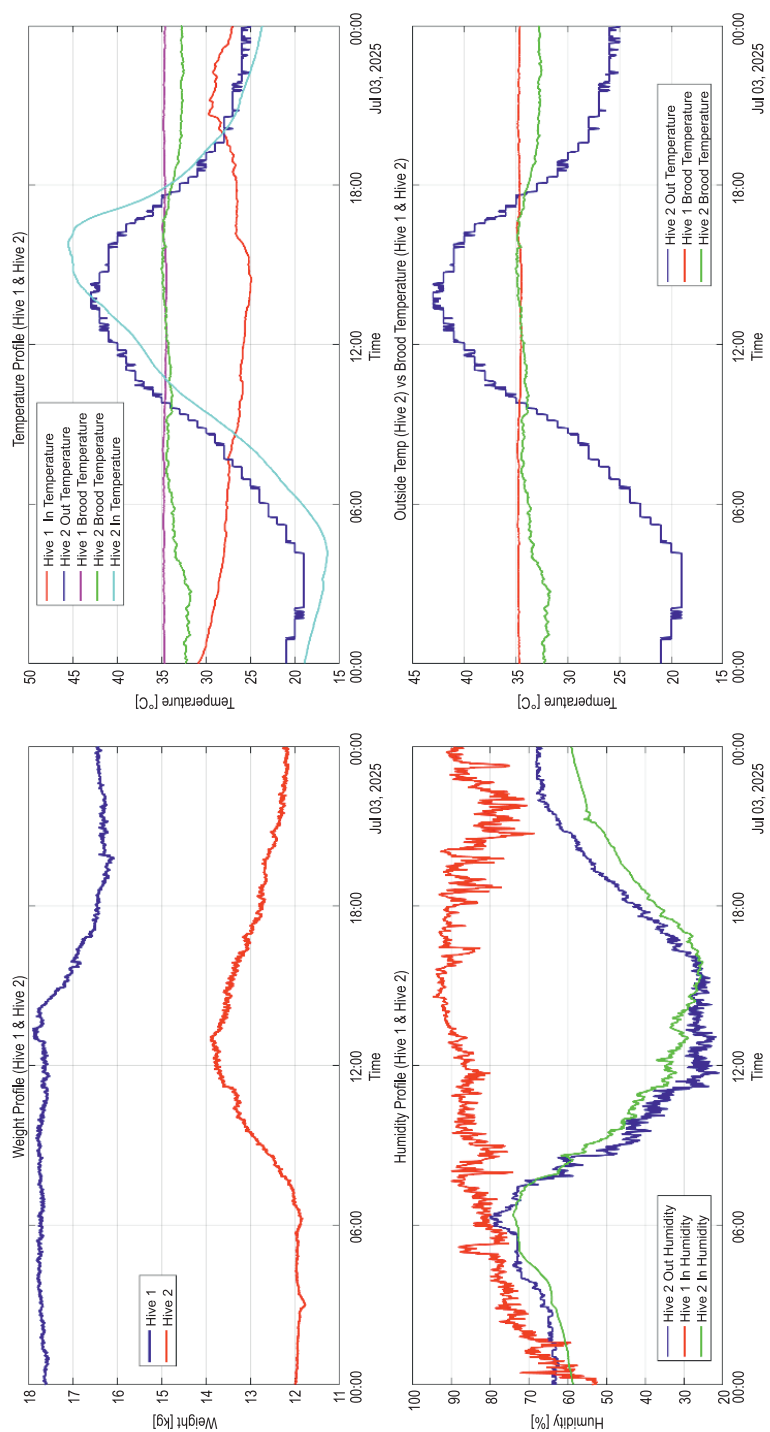 Weight Profile (Hive 1 & Hive 2)
Weight [kg]
18
17
16
15
14
13
12
11
Hive 1
Hive 2
00:00
06:00
12:00
18:00
00:00
Time
Jul 03, 2025
Temperature Profile (Hive 1 & Hive 2)
Temperature [°C]
50
45
40
35
30
25
20
15
Hive 1  In Temperature
Hive 2 Out Temperature
Hive 1 Brood Temperature
Hive 2 Brood Temperature
Hive 2 In Temperature
00:00
06:00
12:00
18:00
00:00
Time
Jul 03, 2025
Humidity Profile (Hive 1 & Hive 2)
Humidity [%]
100
90
80
70
60
50
40
30
20
Hive 2 Out Humidity
Hive 1 In Humidity
Hive 2 In Humidity
00:00
06:00
12:00
18:00
00:00
Time
Jul 03, 2025
Outside Temp (Hive 2) vs Brood Temperature (Hive 1 & Hive 2)
Temperature [°C]
45
40
35
30
25
20
15
Hive 2 Out Temperature
Hive 1 Brood Temperature
Hive 2 Brood Temperature
00:00
06:00
12:00
18:00
00:00
Time
Jul 03, 2025